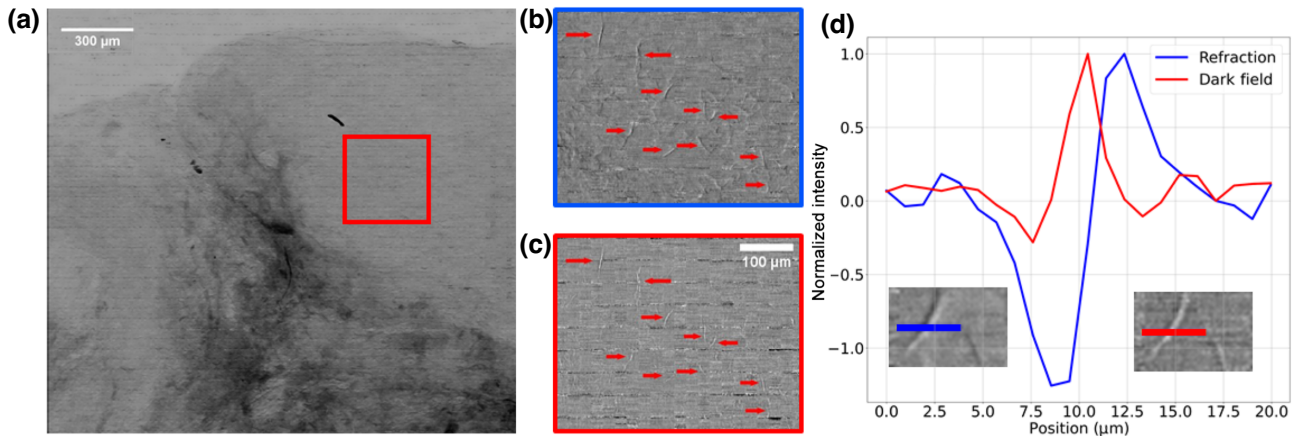 (a)
300 μm
(b)
(c)
100 μm
(d)
Refraction
Dark field
Normalized intensity
1.0
0.5
0.0
−0.5
−1.0
0.0 2.5 5.0 7.5 10.0 12.5 15.0 17.5 20.0
Position (μm)